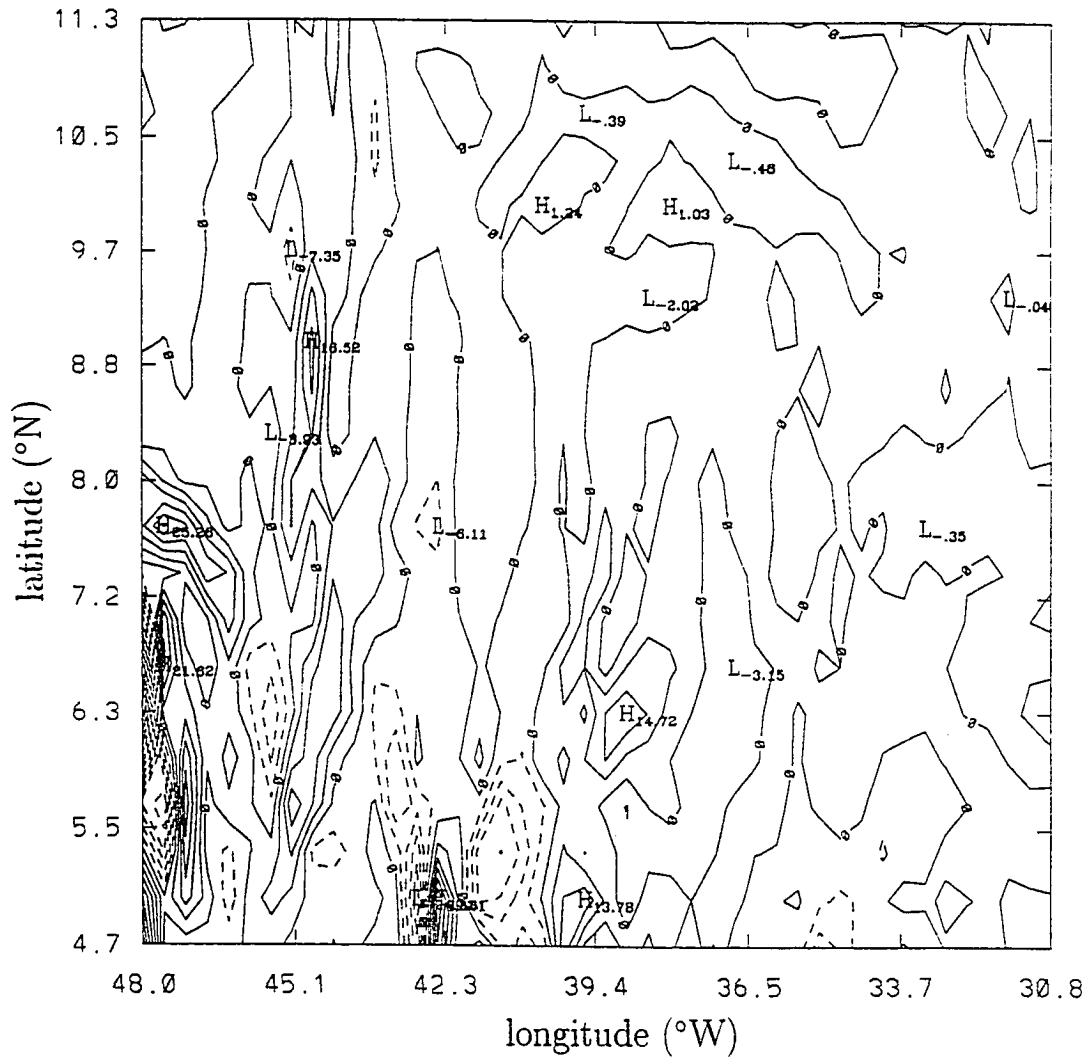 11.3
10.5
9.7
8.8
8.0
7.2
6.3
5.5
4.7
latitude (°N)
L-.39
L-.48
H1.24
H1.03
-7.35
L-2.02
L-.04
H16.52
L-3.93
H25.26
L-6.11
L-.35
21.62
L-3.15
H14.72
H13.78
48.0 45.1 42.3 39.4 36.5 33.7 30.8
longitude (°W)